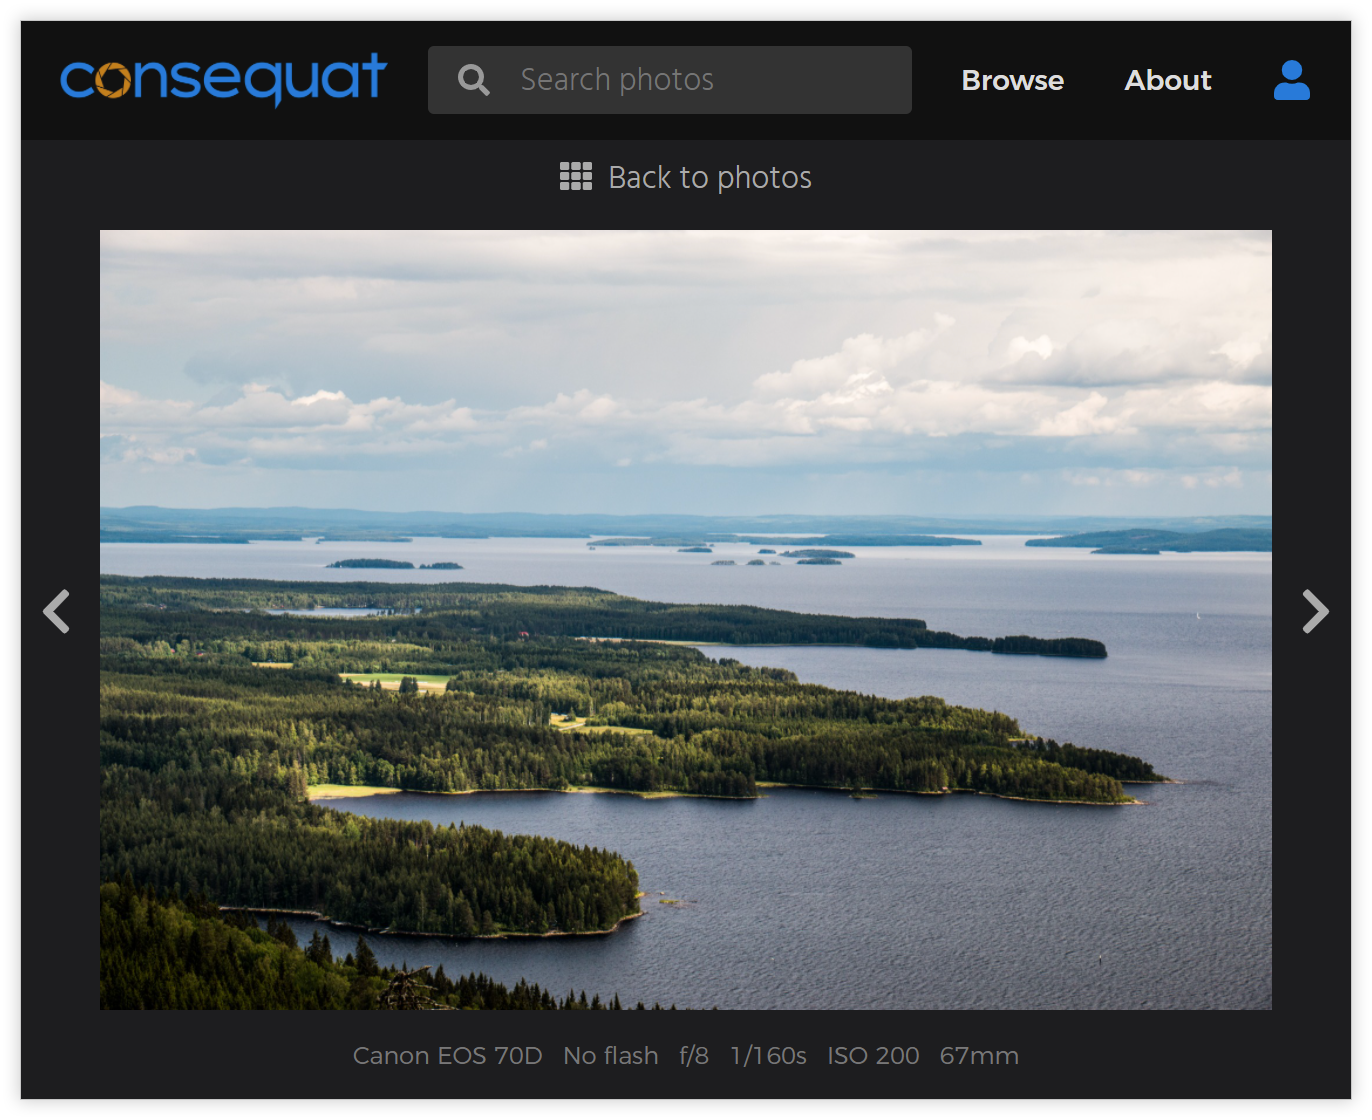 consequat
Search photos
Browse
About
Back to photos
Canon EOS 70D No flash f/8 1/160s ISO 200 67mm